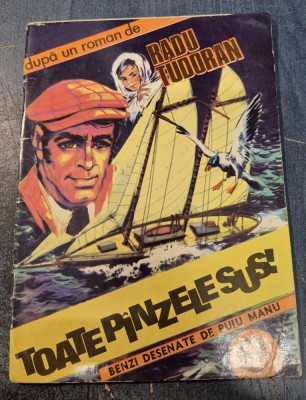 după un roman de
RADU
TUDORAN
TOATE PÎNZELE SUS!
BENZI DESENATE DE PUIU MANU